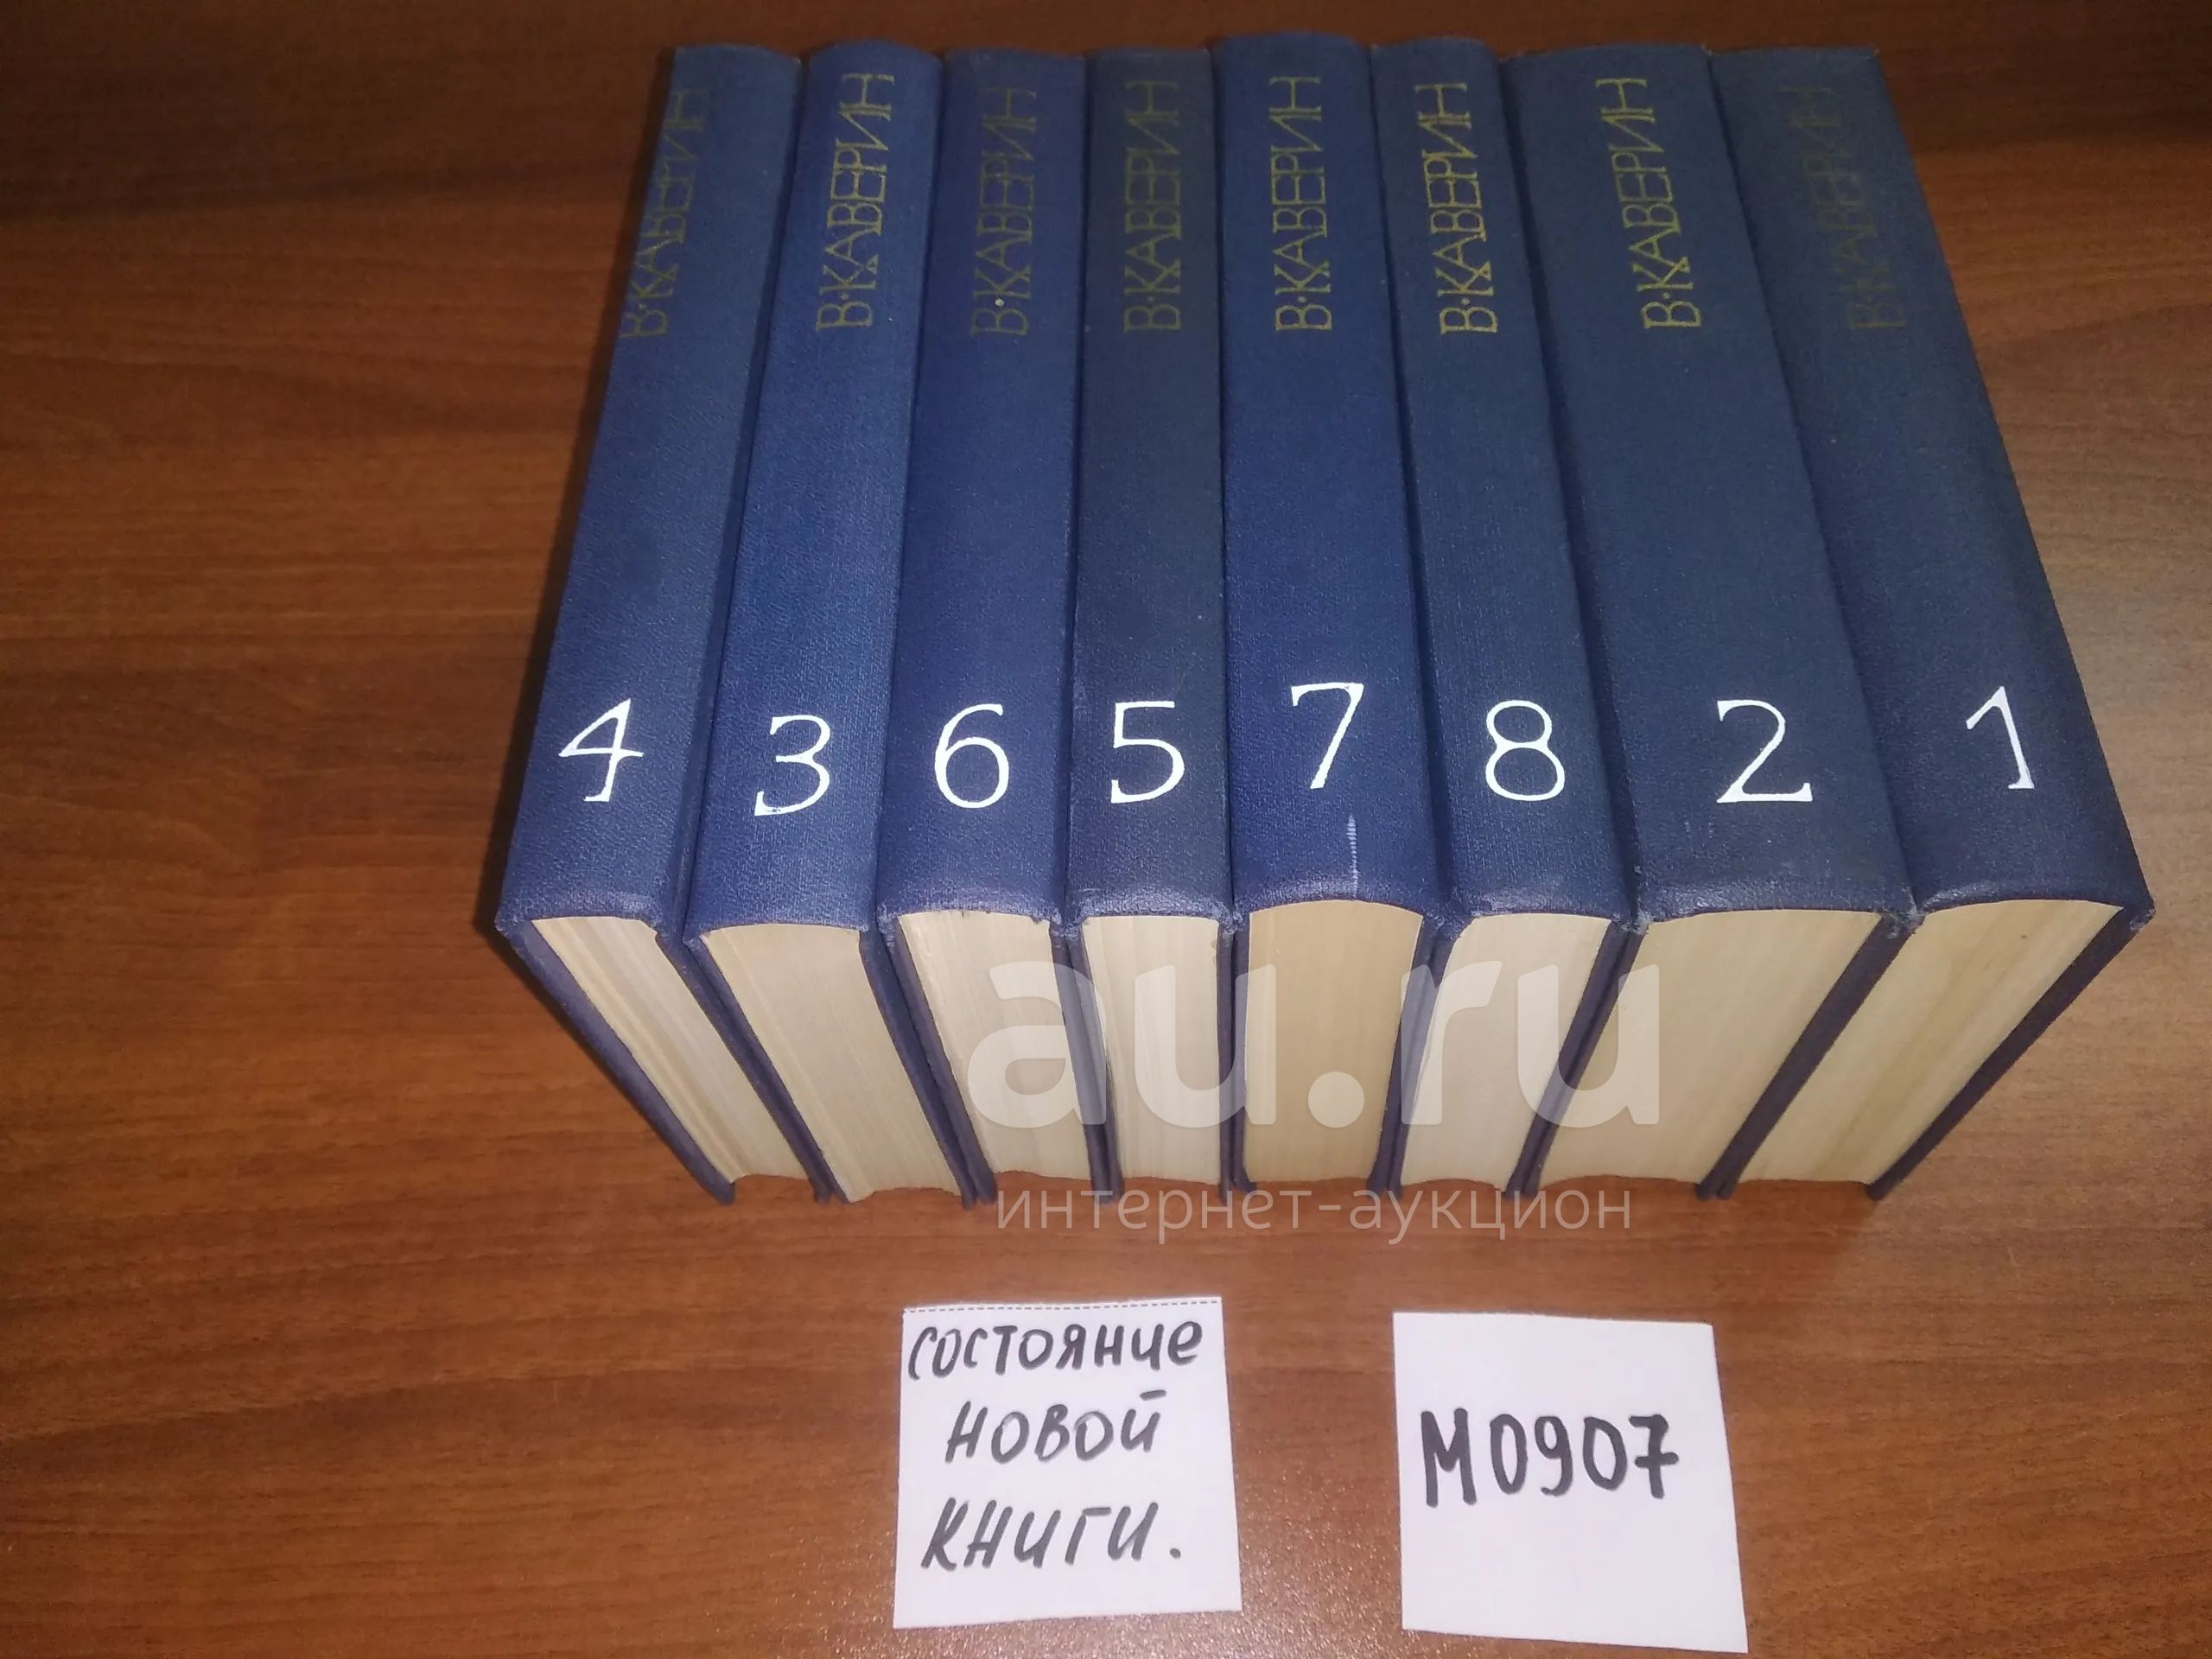 В·КАВЕРИН
В·КАВЕРИН
В·КАВЕРИН
В·КАВЕРИН
В·КАВЕРИН
В·КАВЕРИН
В·КАВЕРИН
В·КАВЕРИН
4 3 6 5 7 8 2 1
au.ru
интернет-аукцион
состояние
новой
книги.
М0907